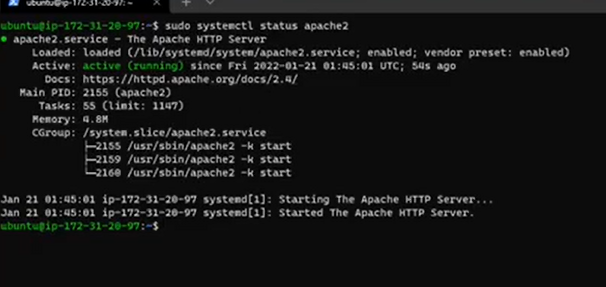 ubuntu@ip-172-31-20-97: ~
ubuntu@ip-172-31-20-97:~$ sudo systemctl status apache2
● apache2.service - The Apache HTTP Server
Loaded: loaded (/lib/systemd/system/apache2.service; enabled; vendor preset: enabled)
Active: active (running) since Fri 2022-01-21 01:45:01 UTC; 54s ago
Docs: https://httpd.apache.org/docs/2.4/
Main PID: 2155 (apache2)
Tasks: 55 (limit: 1147)
Memory: 4.8M
CGroup: /system.slice/apache2.service
├─2155 /usr/sbin/apache2 -k start
├─2159 /usr/sbin/apache2 -k start
└─2160 /usr/sbin/apache2 -k start
Jan 21 01:45:01 ip-172-31-20-97 systemd[1]: Starting The Apache HTTP Server...
Jan 21 01:45:01 ip-172-31-20-97 systemd[1]: Started The Apache HTTP Server.
ubuntu@ip-172-31-20-97:~$